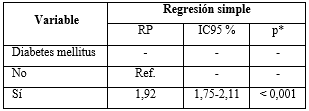 Variable Regresión simple
RP IC95 % p*
Diabetes mellitus - - -
No Ref. - -
Sí 1,92 1,75-2,11 < 0,001